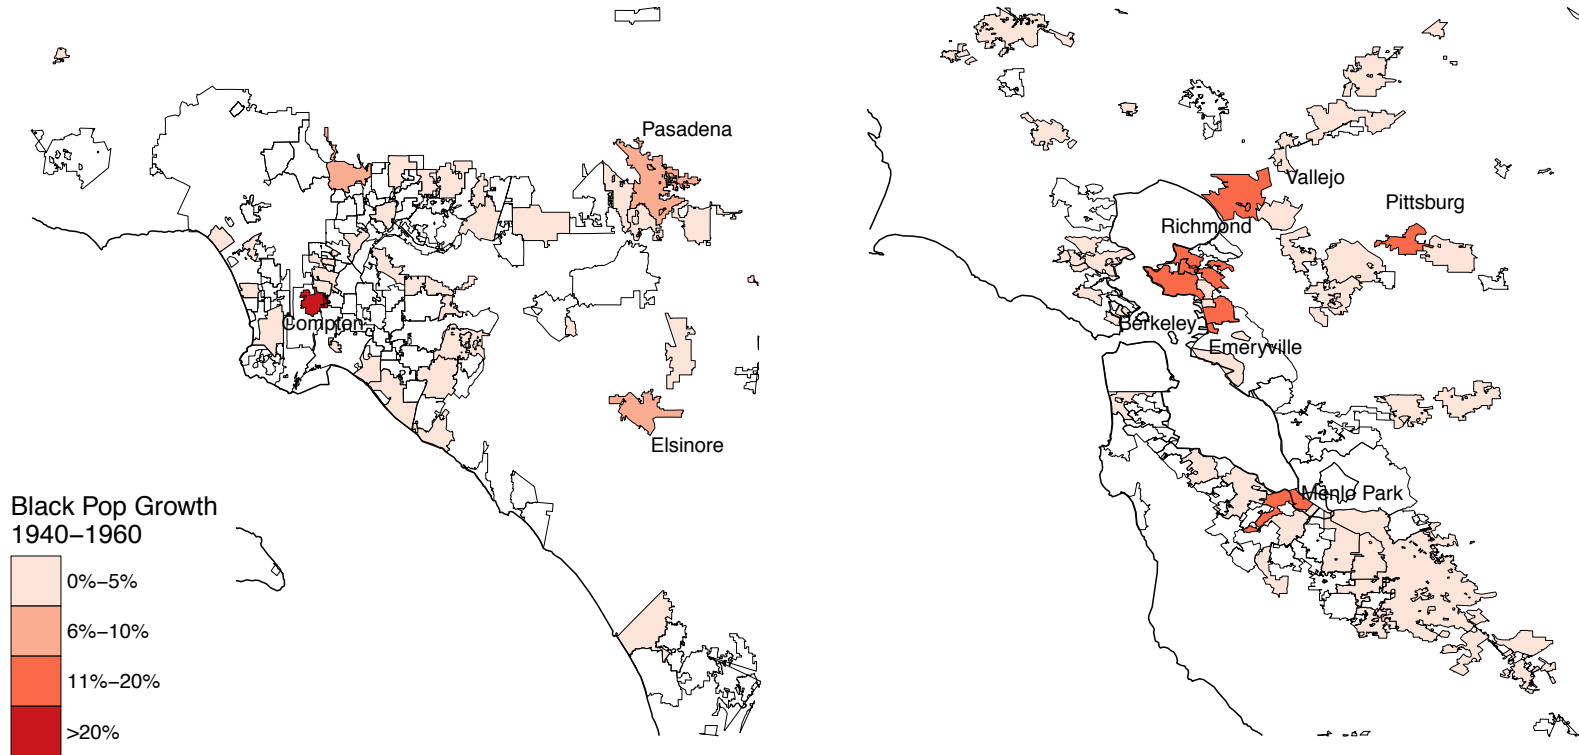 Pasadena
Compton
Elsinore
Black Pop Growth
1940−1960
0%−5%
6%−10%
11%−20%
>20%
Vallejo
Pittsburg
Richmond
Berkeley
Emeryville
Menlo Park